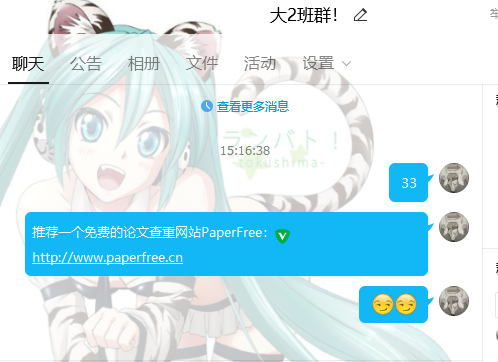 大2班群！
聊天 公告 相册 文件 活动 设置
查看更多消息
ランバト！
-tokushima-
15:16:38
33
推荐一个免费的论文查重网站PaperFree：
http://www.paperfree.cn